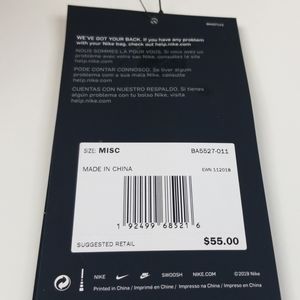 WE'VE GOT YOUR BACK. If you have any problem
with your Nike bag, check out help.nike.com
NOUS SOMMES LÀ POUR VOUS. Si vous avez un
problème avec votre sac Nike, consultez le site
help.nike.com
PODE CONTAR CONNOSCO. Se tiver algum
problema com a sua mala Nike, consulte
help.nike.com
CUENTAS CON NUESTRO RESPALDO. Si tienes
algún problema con tu bolso Nike, visita
help.nike.com
SIZE: MISC BA5527-011
MADE IN CHINA EWN 112018
1 92499 68521 6
SUGGESTED RETAIL $55.00
NIKE SWOOSH NIKE.COM ©2019 Nike
Printed in China / Imprimé en Chine / Impreso en China